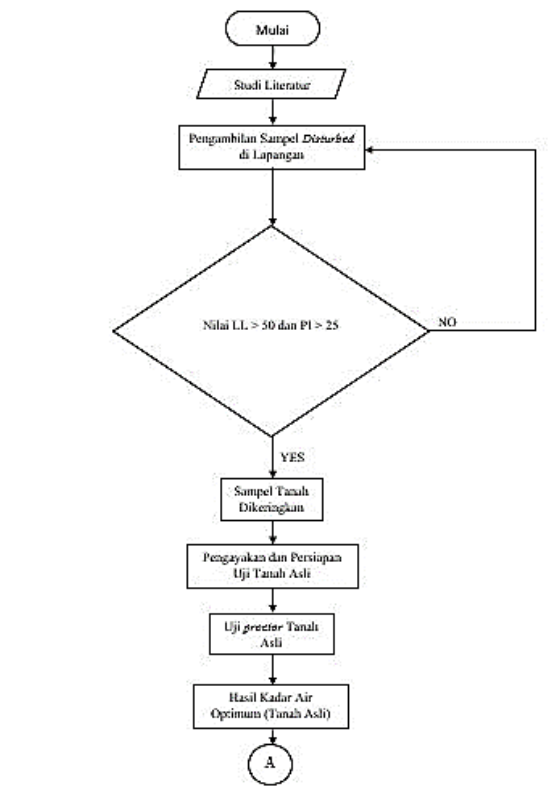 Mulai
Studi Literatur
Pengambilan Sampel Disturbed
di Lapangan
Nilai LL > 50 dan PI > 25
NO
YES
Sampel Tanah
Dikeringkan
Pengayakan dan Persiapan
Uji Tanah Asli
Uji proctor Tanah
Asli
Hasil Kadar Air
Optimum (Tanah Asli)
A